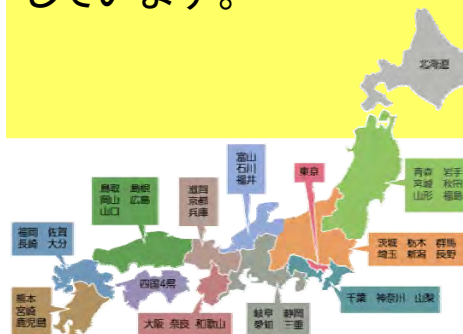 しています。
北海道
富山
石川
福井
東京
青森 岩手
宮城 秋田
山形 福島
鳥取 島根
岡山 広島
山口
滋賀
京都
兵庫
福岡 佐賀
長崎 大分
茨城 栃木 群馬
埼玉 新潟 長野
熊本
宮崎
鹿児島
四国4県
千葉 神奈川 山梨
大阪 奈良 和歌山
岐阜 静岡
愛知 三重